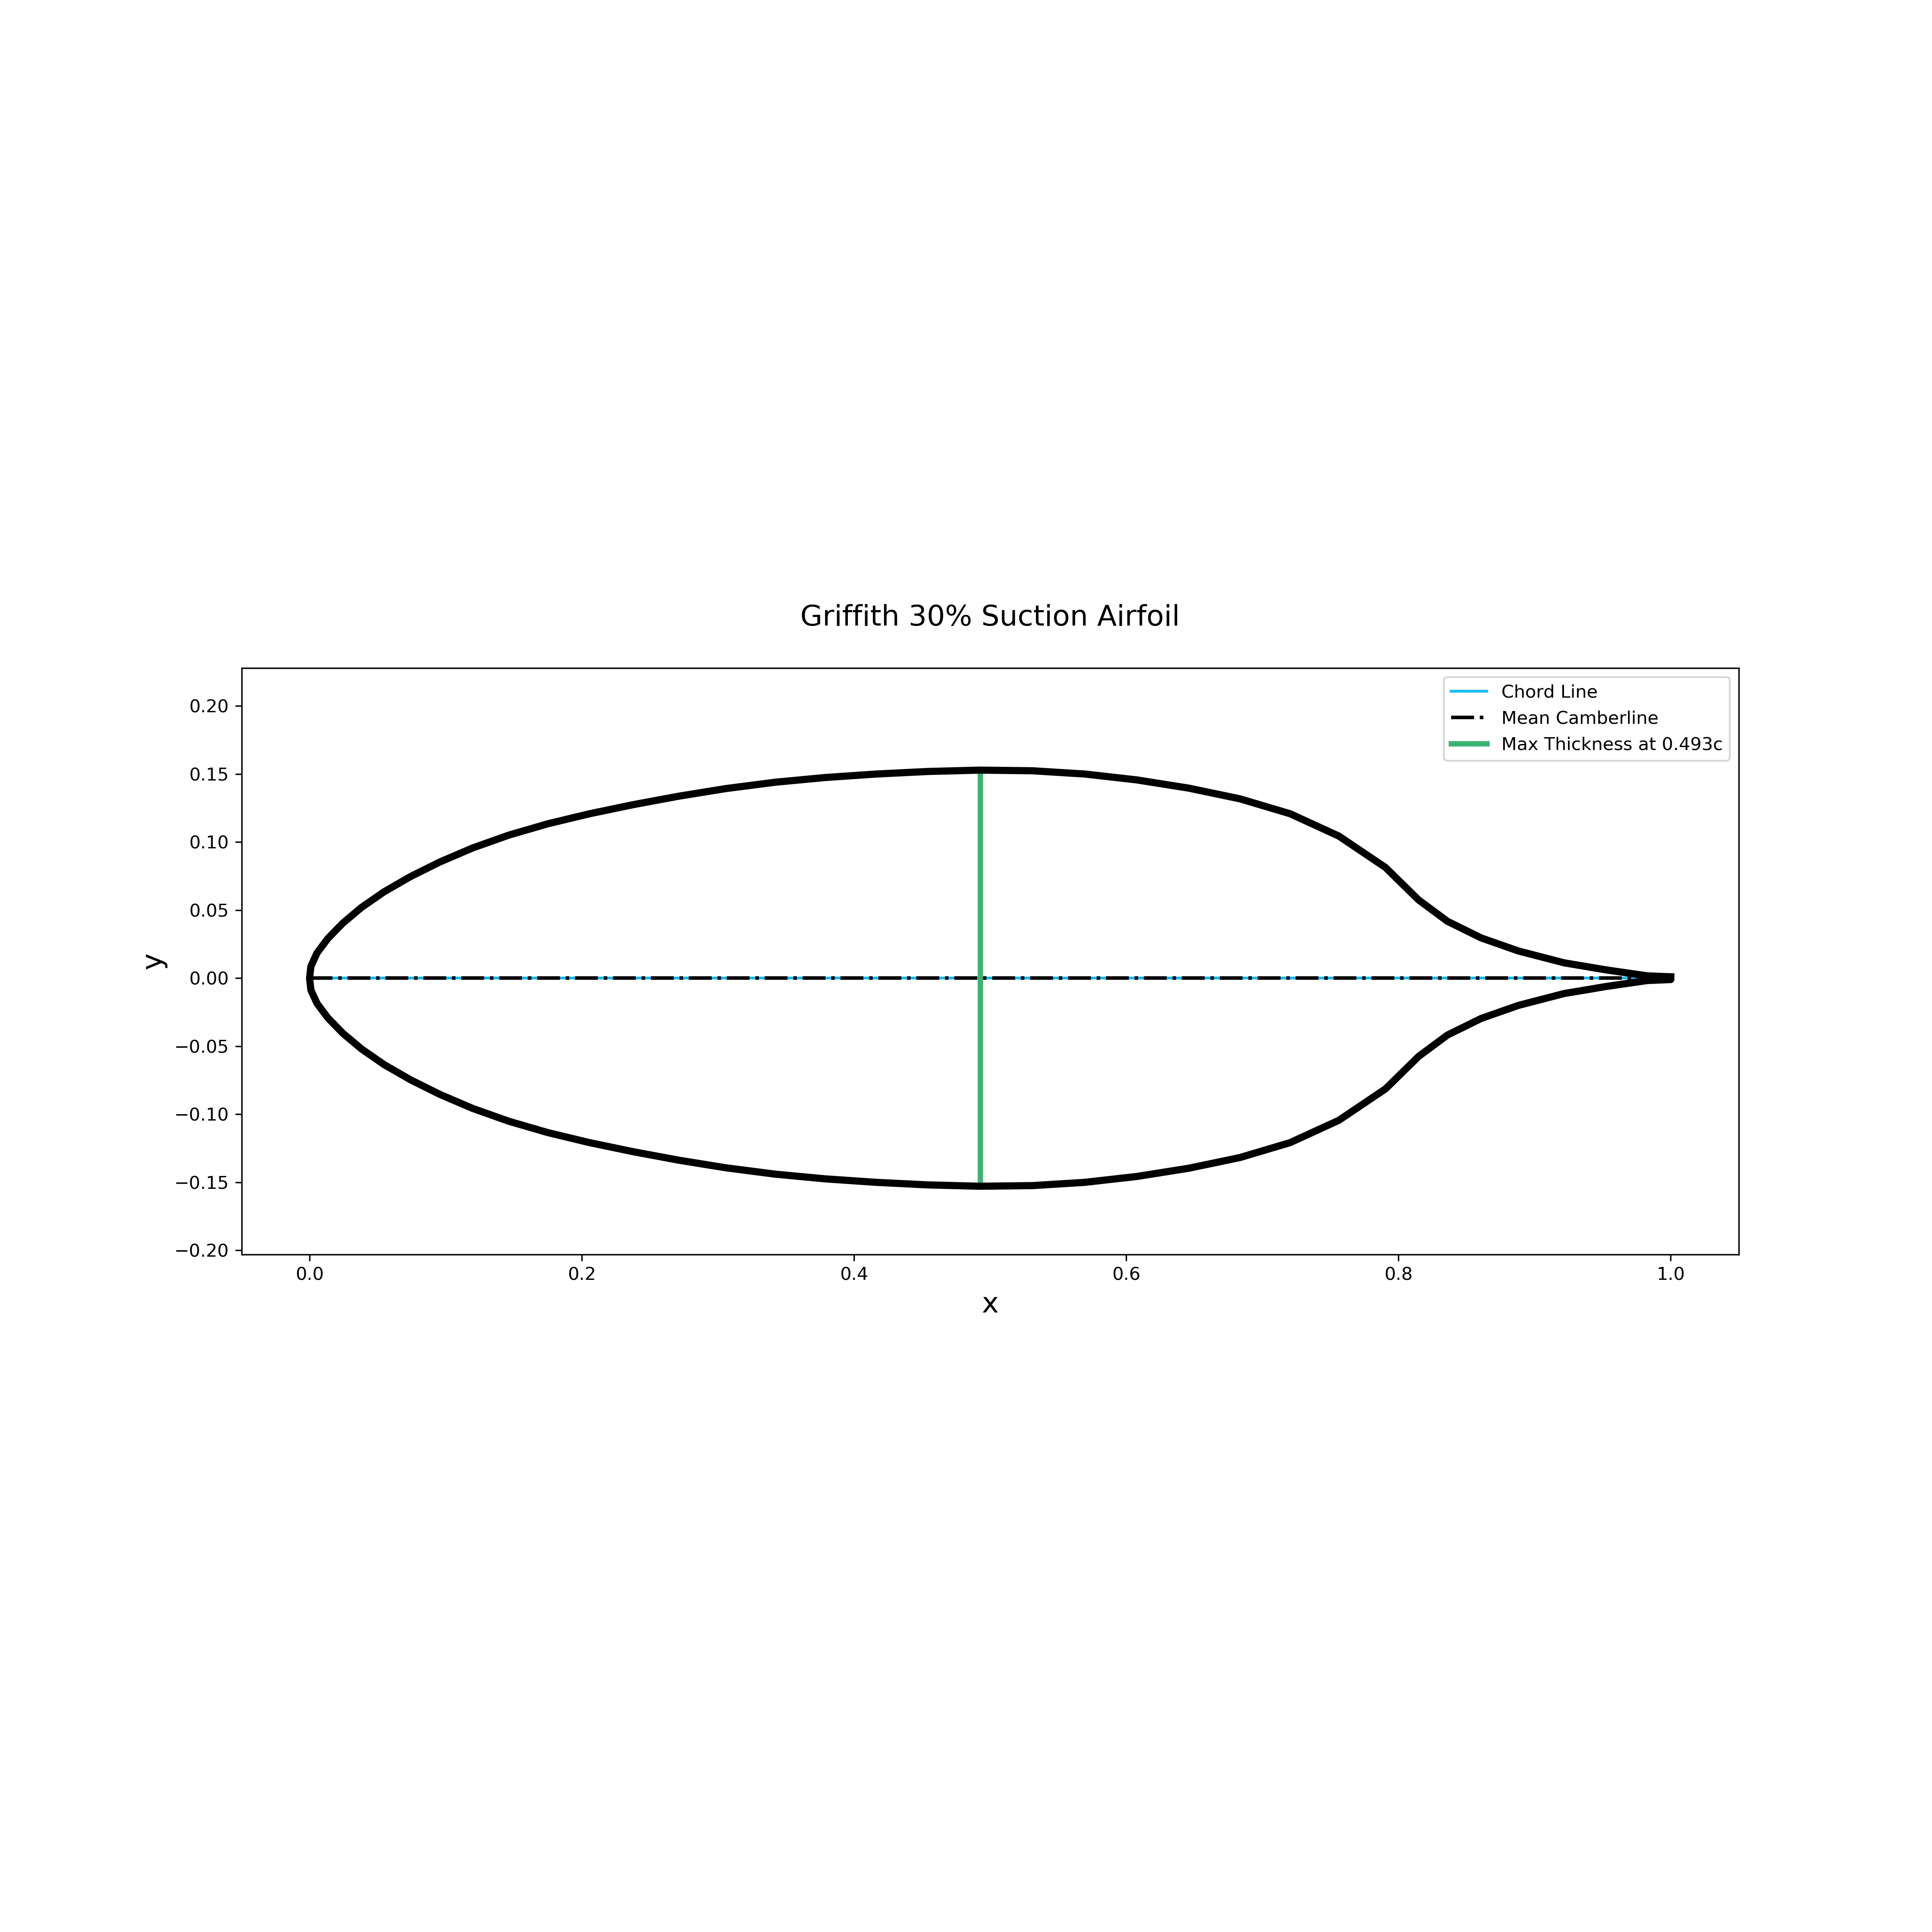 Griffith 30% Suction Airfoil
Chord Line
Mean Camberline
Max Thickness at 0.493c
y
0.20
0.15
0.10
0.05
0.00
−0.05
−0.10
−0.15
−0.20
0.0 0.2 0.4 0.6 0.8 1.0
x